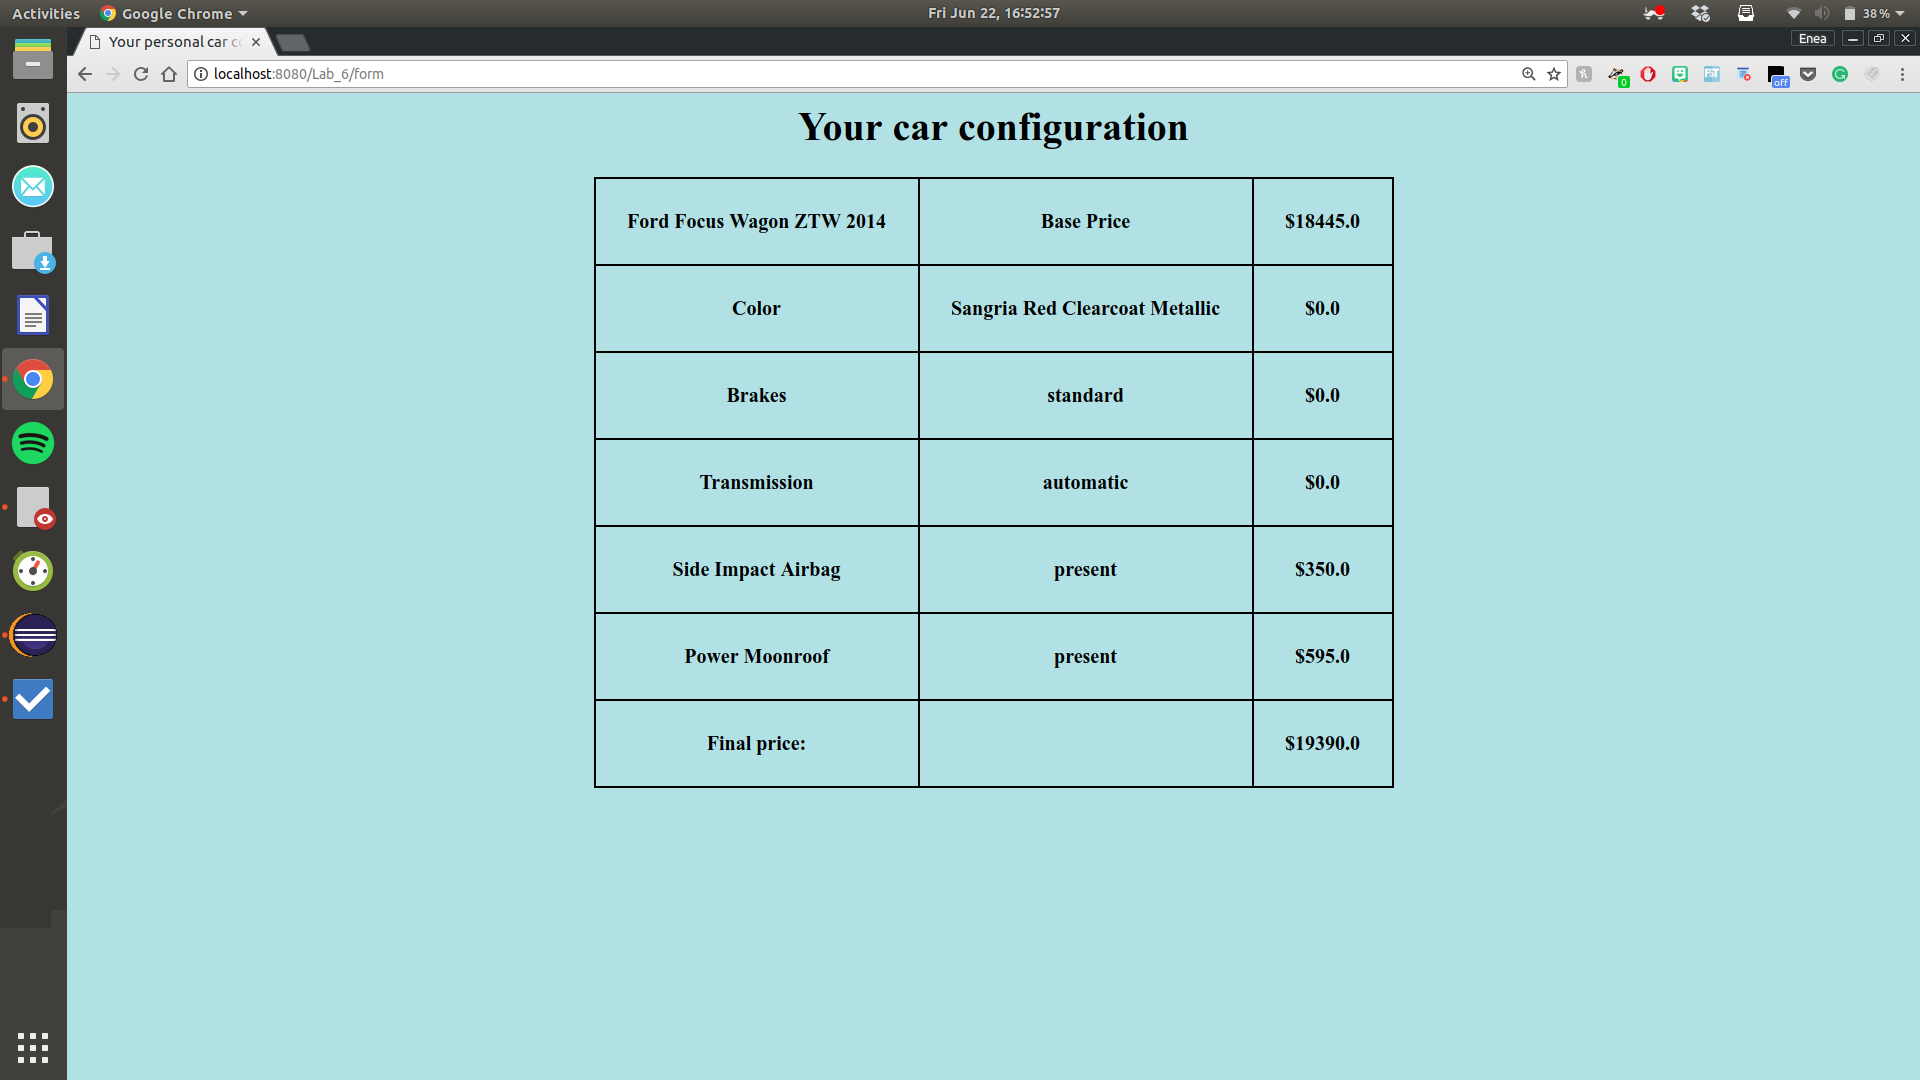 Activities Google Chrome Fri Jun 22, 16:52:57 38 %
Your personal car c Enea
localhost:8080/Lab_6/form 0 off
Your car configuration
Ford Focus Wagon ZTW 2014 Base Price $18445.0
Color Sangria Red Clearcoat Metallic $0.0
Brakes standard $0.0
Transmission automatic $0.0
Side Impact Airbag present $350.0
Power Moonroof present $595.0
Final price: $19390.0